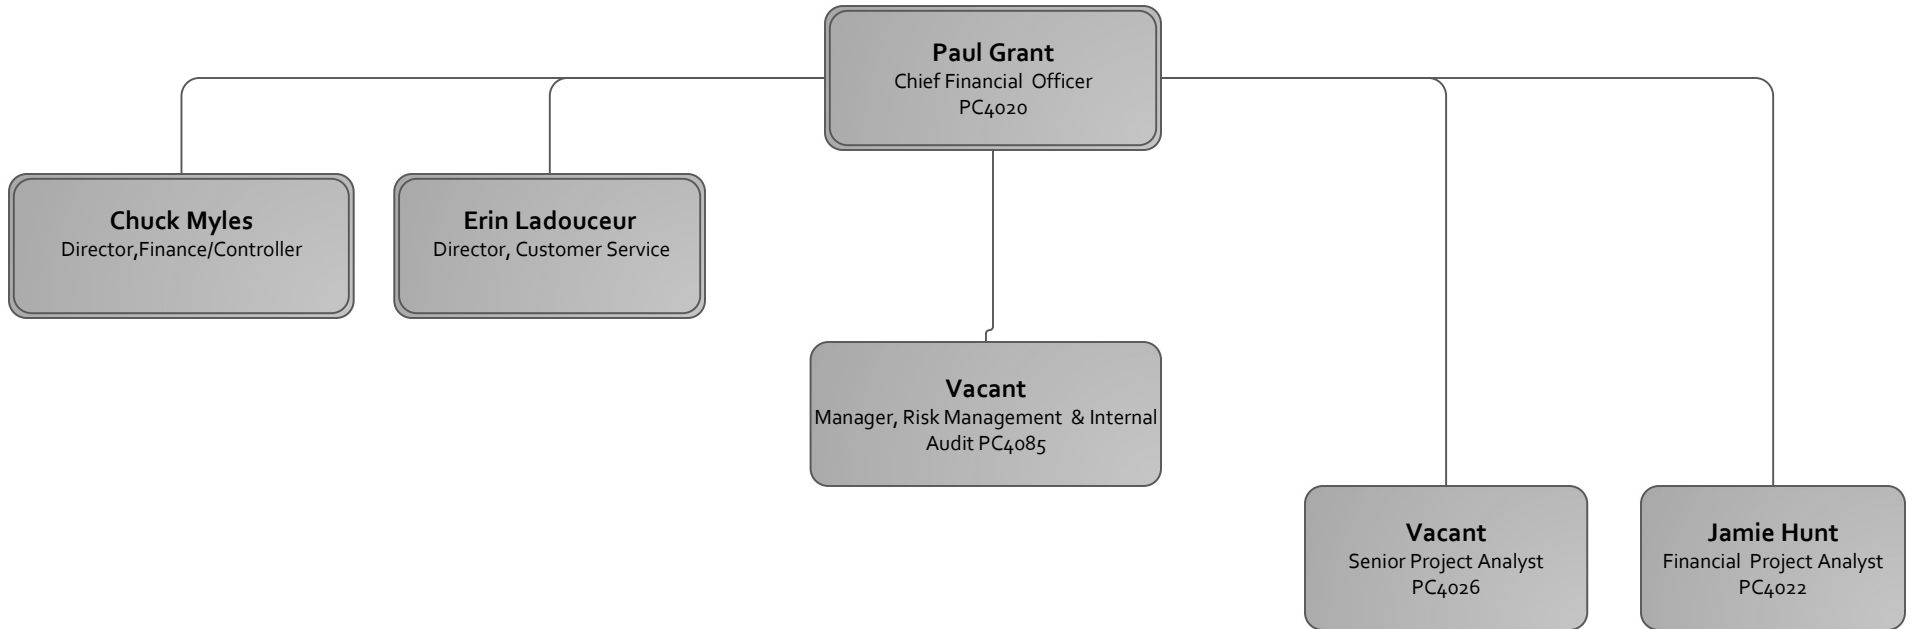 Paul Grant
Chief Financial Officer
PC4020
Chuck Myles
Director,Finance/Controller
Erin Ladouceur
Director, Customer Service
Vacant
Manager, Risk Management & Internal
Audit PC4085
Vacant
Senior Project Analyst
PC4026
Jamie Hunt
Financial Project Analyst
PC4022